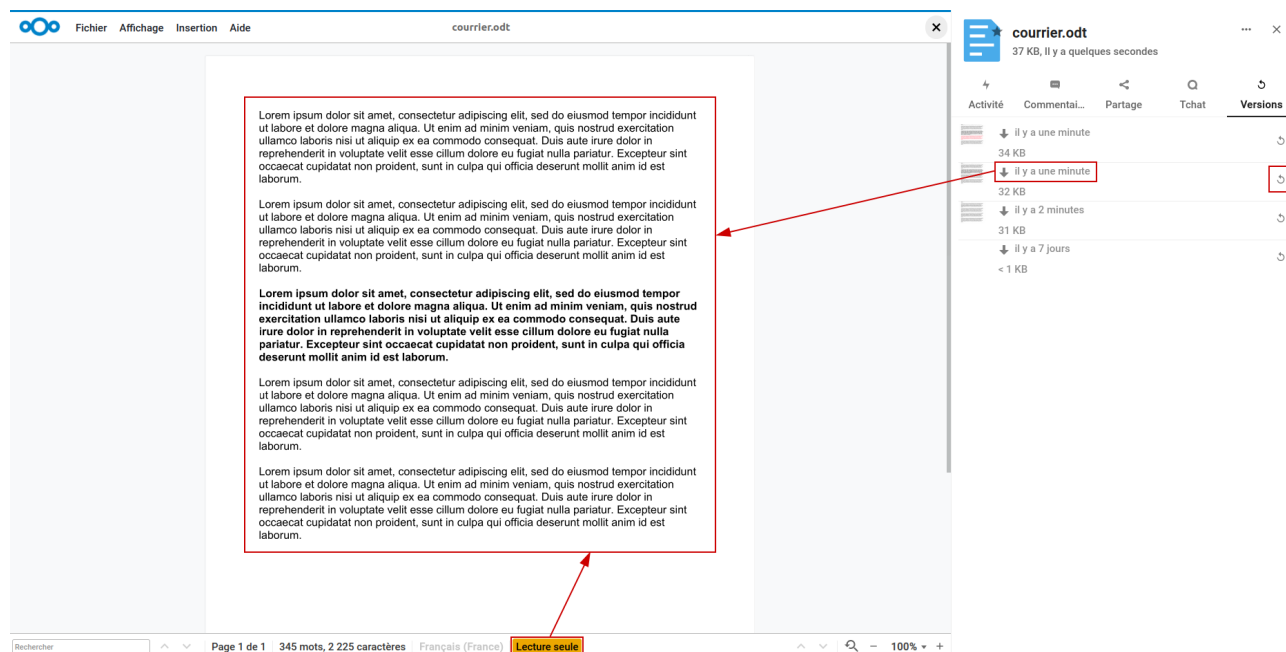 Fichier Affichage Insertion Aide
courrier.odt
Lorem ipsum dolor sit amet, consectetur adipiscing elit, sed do eiusmod tempor incididunt
ut labore et dolore magna aliqua. Ut enim ad minim veniam, quis nostrud exercitation
ullamco laboris nisi ut aliquip ex ea commodo consequat. Duis aute irure dolor in
reprehenderit in voluptate velit esse cillum dolore eu fugiat nulla pariatur. Excepteur sint
occaecat cupidatat non proident, sunt in culpa qui officia deserunt mollit anim id est
laborum.
Lorem ipsum dolor sit amet, consectetur adipiscing elit, sed do eiusmod tempor incididunt
ut labore et dolore magna aliqua. Ut enim ad minim veniam, quis nostrud exercitation
ullamco laboris nisi ut aliquip ex ea commodo consequat. Duis aute irure dolor in
reprehenderit in voluptate velit esse cillum dolore eu fugiat nulla pariatur. Excepteur sint
occaecat cupidatat non proident, sunt in culpa qui officia deserunt mollit anim id est
laborum.
Lorem ipsum dolor sit amet, consectetur adipiscing elit, sed do eiusmod tempor
incididunt ut labore et dolore magna aliqua. Ut enim ad minim veniam, quis nostrud
exercitation ullamco laboris nisi ut aliquip ex ea commodo consequat. Duis aute
irure dolor in reprehenderit in voluptate velit esse cillum dolore eu fugiat nulla
pariatur. Excepteur sint occaecat cupidatat non proident, sunt in culpa qui officia
deserunt mollit anim id est laborum.
Lorem ipsum dolor sit amet, consectetur adipiscing elit, sed do eiusmod tempor incididunt
ut labore et dolore magna aliqua. Ut enim ad minim veniam, quis nostrud exercitation
ullamco laboris nisi ut aliquip ex ea commodo consequat. Duis aute irure dolor in
reprehenderit in voluptate velit esse cillum dolore eu fugiat nulla pariatur. Excepteur sint
occaecat cupidatat non proident, sunt in culpa qui officia deserunt mollit anim id est
laborum.
Lorem ipsum dolor sit amet, consectetur adipiscing elit, sed do eiusmod tempor incididunt
ut labore et dolore magna aliqua. Ut enim ad minim veniam, quis nostrud exercitation
ullamco laboris nisi ut aliquip ex ea commodo consequat. Duis aute irure dolor in
reprehenderit in voluptate velit esse cillum dolore eu fugiat nulla pariatur. Excepteur sint
occaecat cupidatat non proident, sunt in culpa qui officia deserunt mollit anim id est
laborum.
Rechercher
Page 1 de 1 345 mots, 2 225 caractères Français (France) Lecture seule
100%
courrier.odt
37 KB, Il y a quelques secondes
Activité Commentai... Partage Tchat Versions
il y a une minute
34 KB
il y a une minute
32 KB
il y a 2 minutes
31 KB
il y a 7 jours
< 1 KB